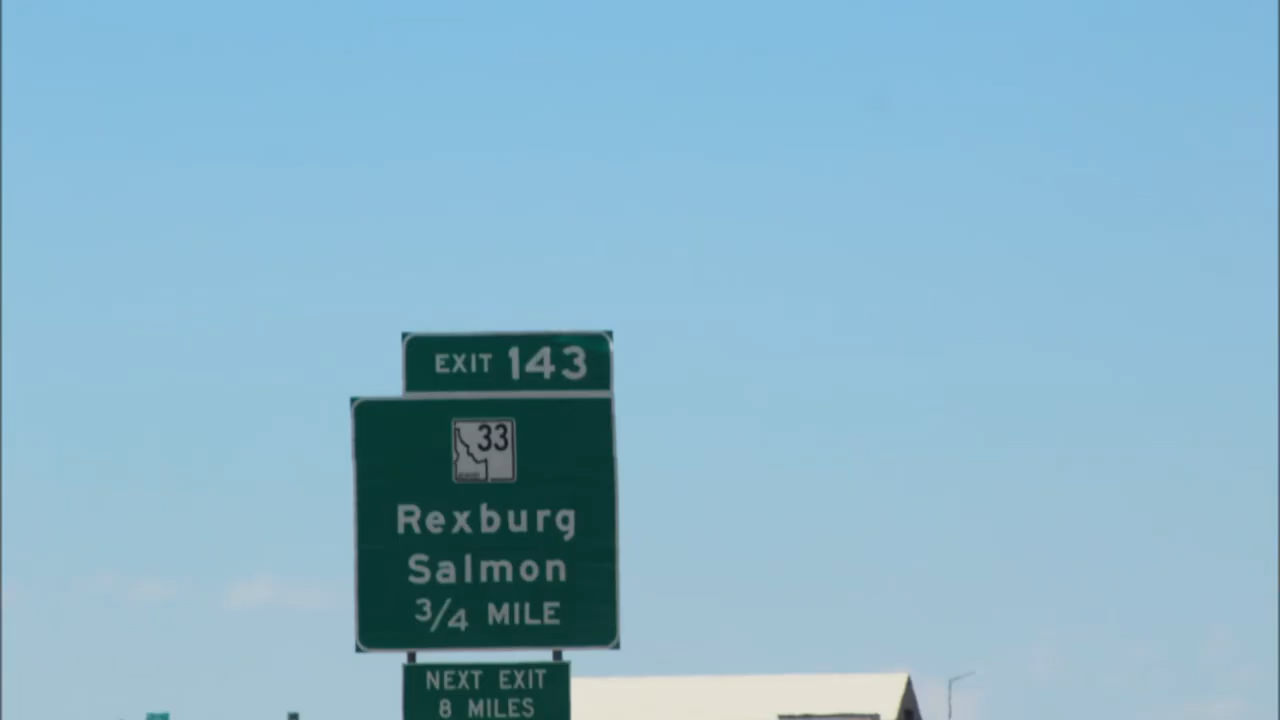 EXIT 143
33
Rexburg
Salmon
3/4 MILE
NEXT EXIT
8 MILES